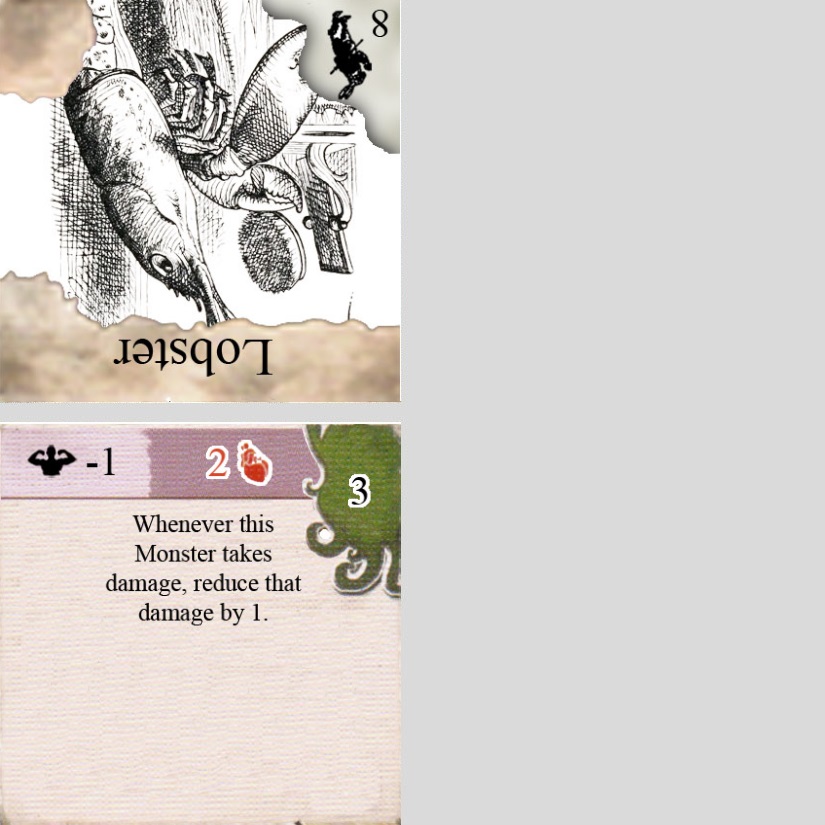 8
Lobster
-1
2
3
Whenever this
Monster takes
damage, reduce that
damage by 1.